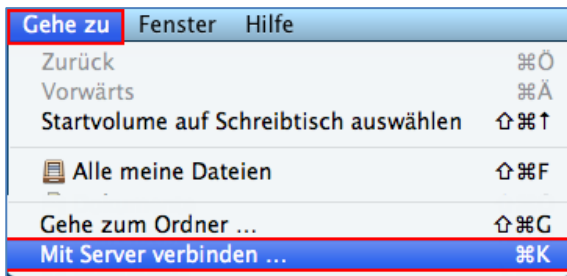 Gehe zu Fenster Hilfe
Zurück ⌘Ö
Vorwärts ⌘Ä
Startvolume auf Schreibtisch auswählen ⇧⌘↑
Alle meine Dateien ⇧⌘F
Gehe zum Ordner ... ⇧⌘G
Mit Server verbinden ... ⌘K